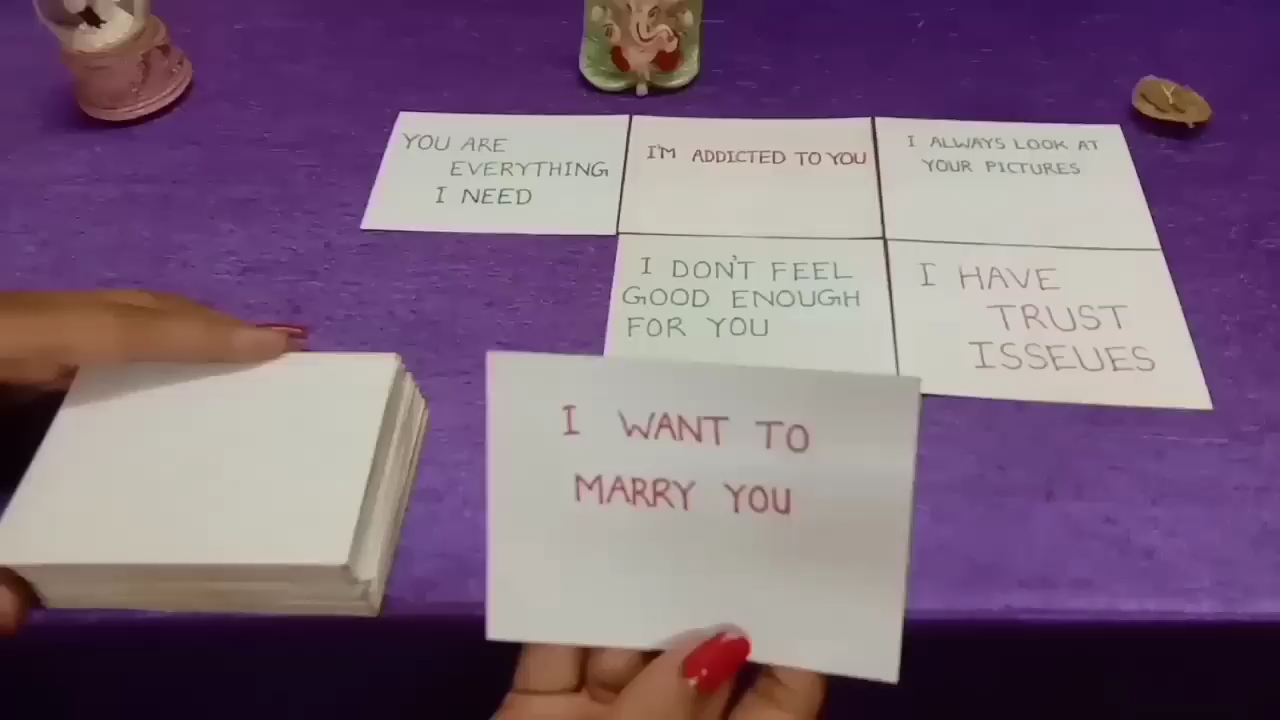 YOU ARE
EVERYTHING
I NEED
I'M ADDICTED TO YOU
I ALWAYS LOOK AT
YOUR PICTURES
I DON'T FEEL
GOOD ENOUGH
FOR YOU
I HAVE
TRUST
ISSEUES
I WANT TO
MARRY YOU